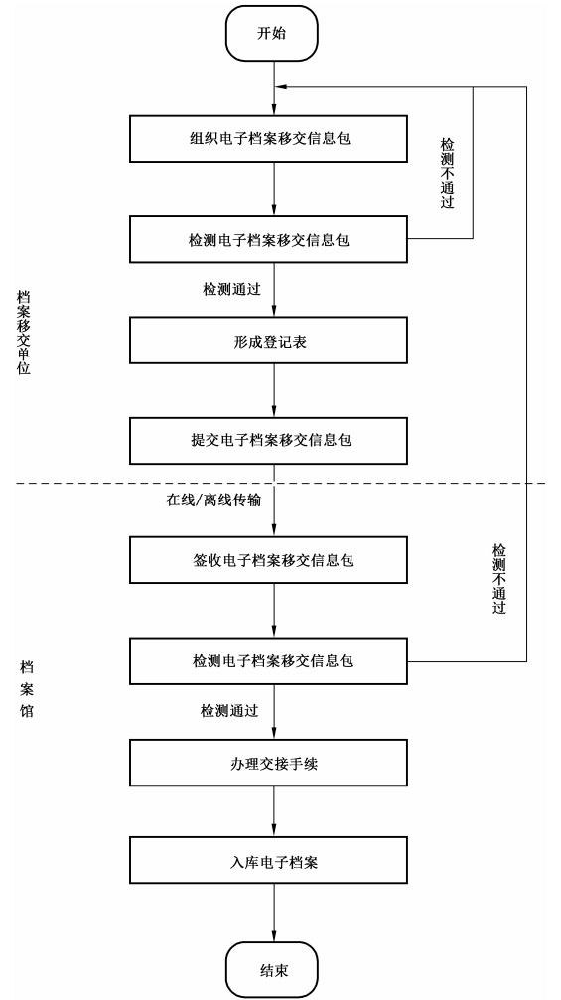 开始
组织电子档案移交信息包
检测不通过
检测电子档案移交信息包
检测通过
档案移交单位
形成登记表
提交电子档案移交信息包
在线/离线传输
签收电子档案移交信息包
检测不通过
检测电子档案移交信息包
档案馆
检测通过
办理交接手续
入库电子档案
结束